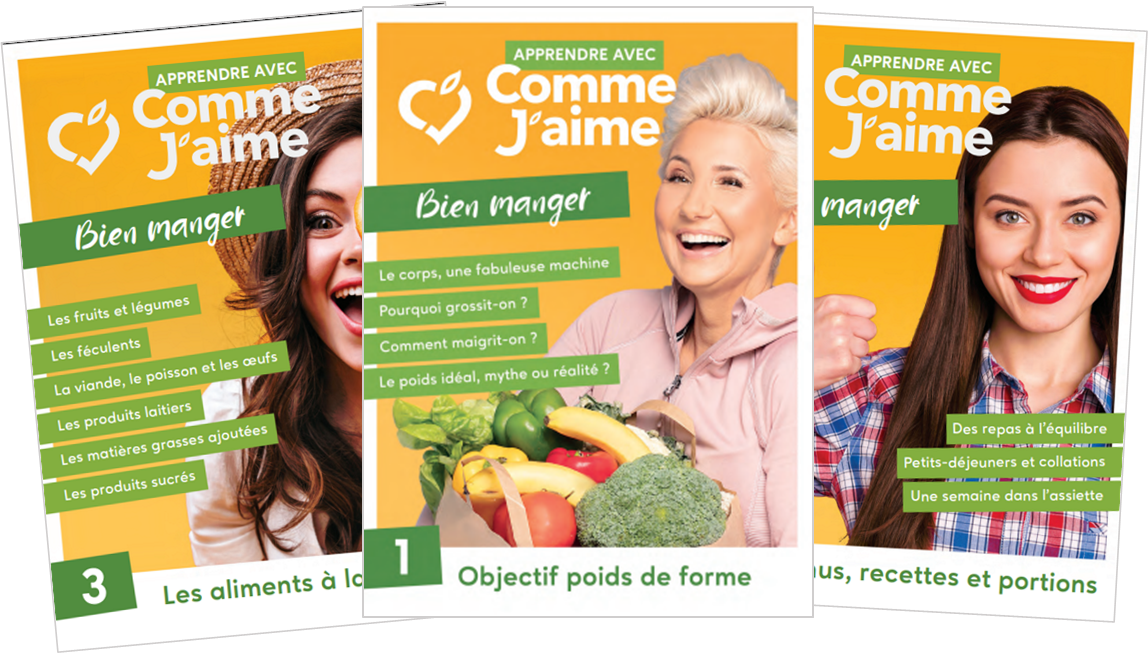 APPRENDRE AVEC
Comme
J'aime
Bien manger
Les fruits et légumes
Les féculents
La viande, le poisson et les œufs
Les produits laitiers
Les matières grasses ajoutées
Les produits sucrés
3
Les aliments à
APPRENDRE AVEC
Comme
J'aime
Bien manger
Le corps, une fabuleuse machine
Pourquoi grossit-on ?
Comment maigrit-on ?
Le poids idéal, mythe ou réalité ?
1
Objectif poids de forme
APPRENDRE AVEC
Comme
J'aime
manger
Des repas à l'équilibre
Petits-déjeuners et collations
Une semaine dans l'assiette
recettes et portions